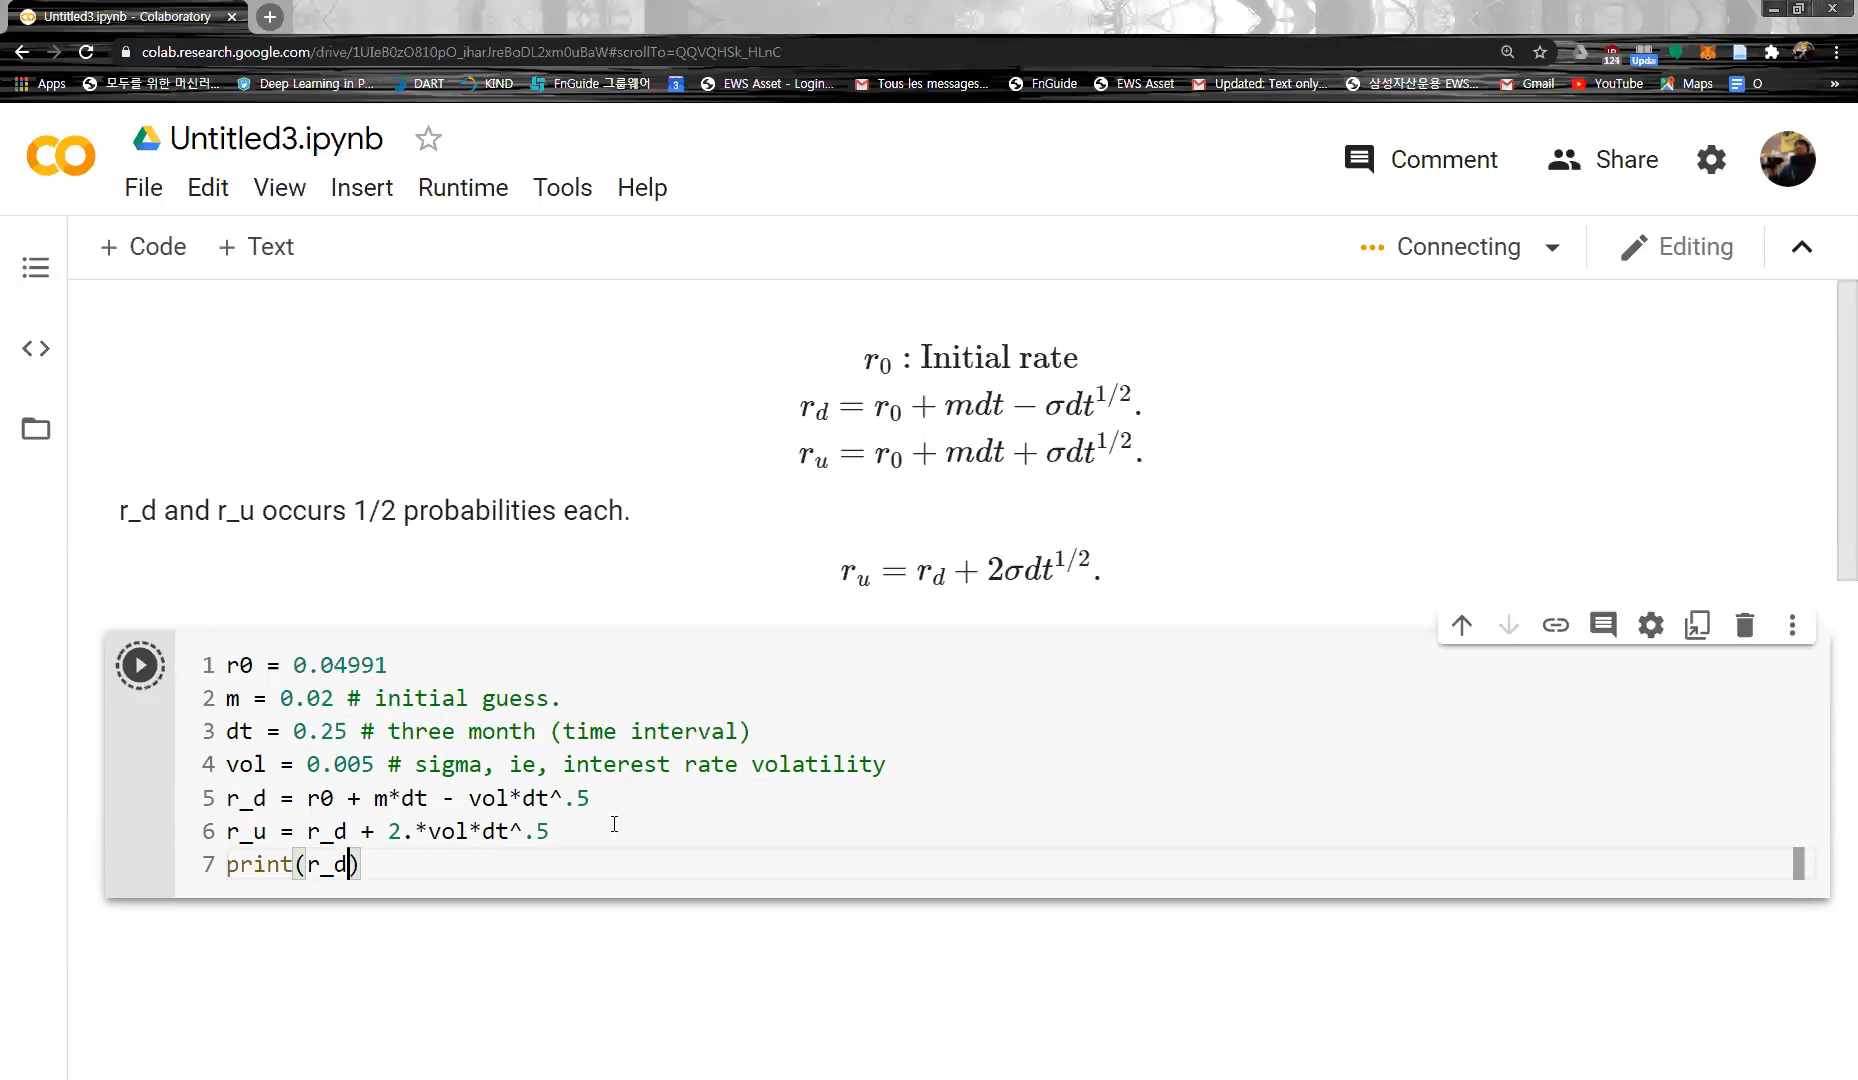 Untitled3.ipynb - Colaboratory
colab.research.google.com/drive/1UIeB0zO810pO_iharJreBoDL2xm0uBaW#scrollTo=QQVQHSk_HLnC
124
Upda
Apps 모두를 위한 머신러... Deep Learning in P... DART KIND FnGuide 그룹웨어 3 EWS Asset - Login... Tous les messages... FnGuide EWS Asset Updated: Text only... 삼성자산운용 EWS... Gmail YouTube Maps O »
CO Untitled3.ipynb
Comment Share
File Edit View Insert Runtime Tools Help
+ Code + Text
Connecting Editing
r₀ : Initial rate
r_d = r₀ + mdt − σdt^{1/2}.
r_u = r₀ + mdt + σdt^{1/2}.
r_d and r_u occurs 1/2 probabilities each.
r_u = r_d + 2σdt^{1/2}.
1 r0 = 0.04991
2 m = 0.02 # initial guess.
3 dt = 0.25 # three month (time interval)
4 vol = 0.005 # sigma, ie, interest rate volatility
5 r_d = r0 + m*dt - vol*dt^.5
6 r_u = r_d + 2.*vol*dt^.5
7 print(r_d)